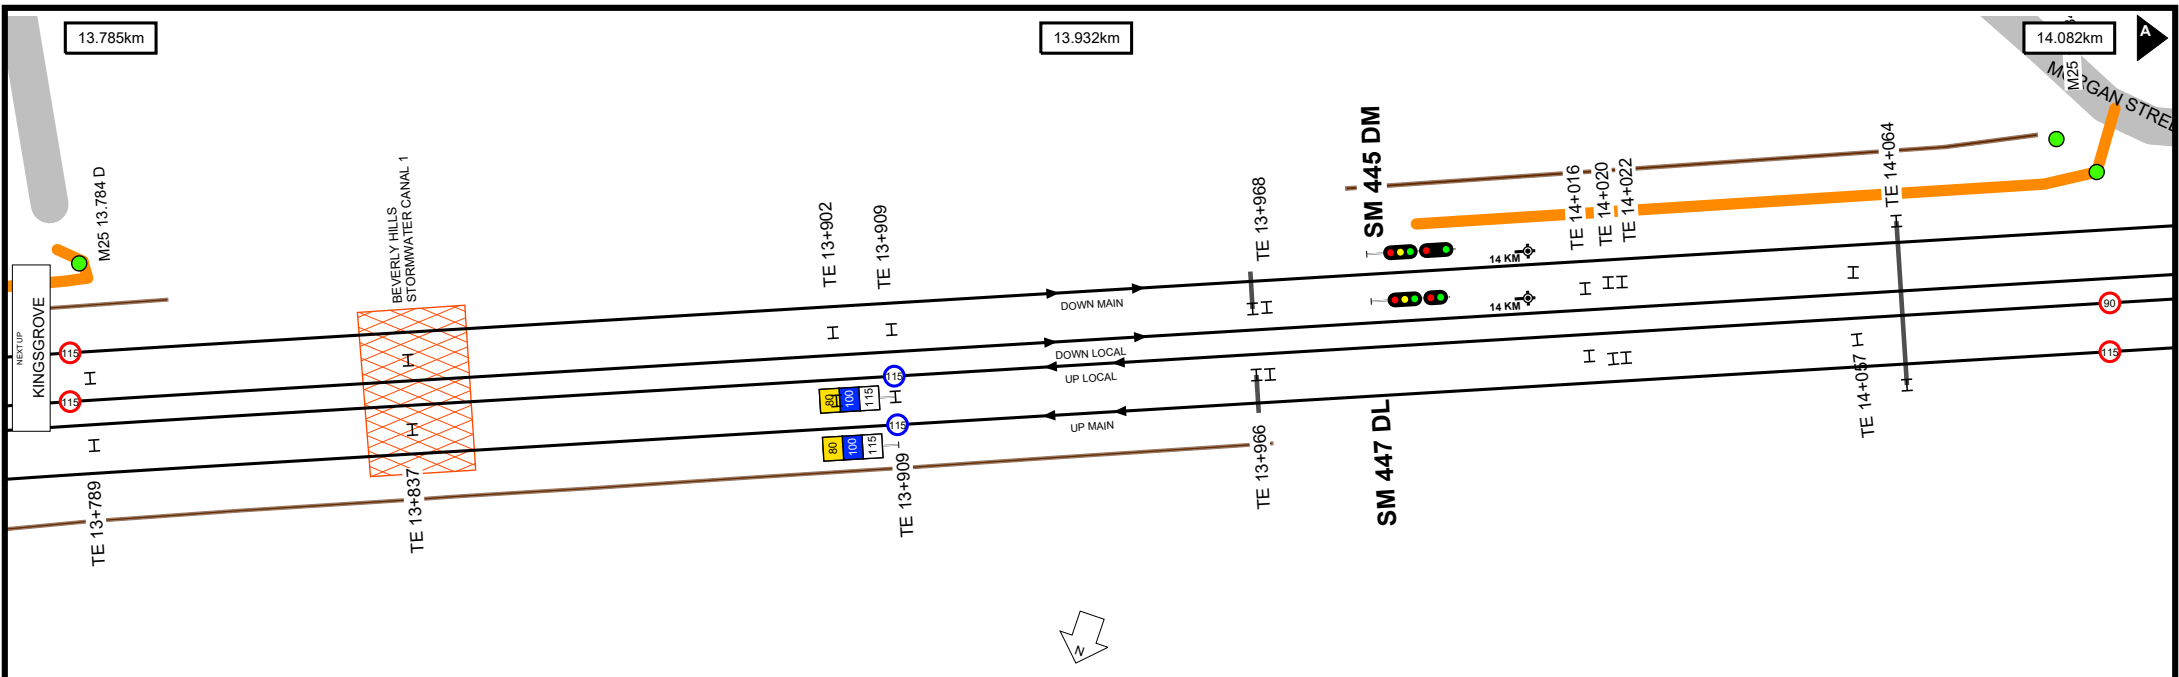 13.785km
13.932km
14.082km
A
M25
MORGAN STREE
M25 13.784 D
BEVERLY HILLS
STORMWATER CANAL 1
TE 13+902
TE 13+909
TE 13+968
SM 445 DM
TE 14+016
TE 14+020
TE 14+022
TE 14+064
14 KM
14 KM
NEXT UP
KINGSGROVE
115
115
DOWN MAIN
DOWN LOCAL
UP LOCAL
UP MAIN
115
80 100 115
115
80 100 115
90
115
TE 13+789
TE 13+837
TE 13+909
TE 13+966
SM 447 DL
TE 14+057
N